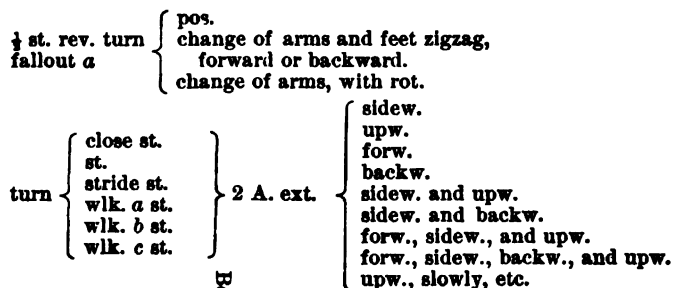 ½ st. rev. turn
fallout a
pos.
change of arms and feet zigzag,
forward or backward.
change of arms, with rot.
turn
close st.
st.
stride st.
wlk. a st.
wlk. b st.
wlk. c st.
2 A. ext.
sidew.
upw.
forw.
backw.
sidew. and upw.
sidew. and backw.
forw., sidew., and upw.
forw., sidew., backw., and upw.
upw., slowly, etc.